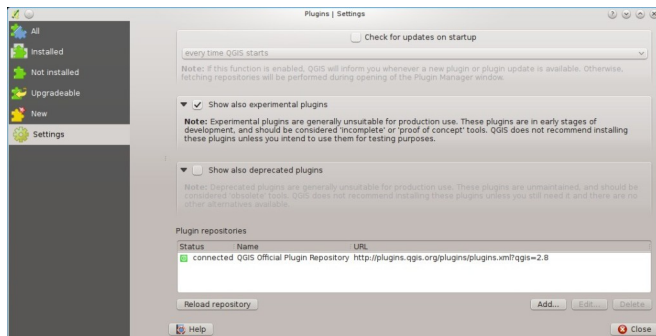 Plugins | Settings
All
Installed
Not installed
Upgradeable
New
Settings
Check for updates on startup
every time QGIS starts
Note: If this function is enabled, QGIS will inform you whenever a new plugin or plugin update is available. Otherwise,
fetching repositories will be performed during opening of the Plugin Manager window.
Show also experimental plugins
Note: Experimental plugins are generally unsuitable for production use. These plugins are in early stages of
development, and should be considered 'incomplete' or 'proof of concept' tools. QGIS does not recommend installing
these plugins unless you intend to use them for testing purposes.
Show also deprecated plugins
Note: Deprecated plugins are generally unsuitable for production use. These plugins are unmaintained, and should be
considered 'obsolete' tools. QGIS does not recommend installing these plugins unless you still need it and there are no
other alternatives available.
Plugin repositories
Status Name URL
connected QGIS Official Plugin Repository http://plugins.qgis.org/plugins/plugins.xml?qgis=2.8
Reload repository Add... Edit... Delete
Help Close